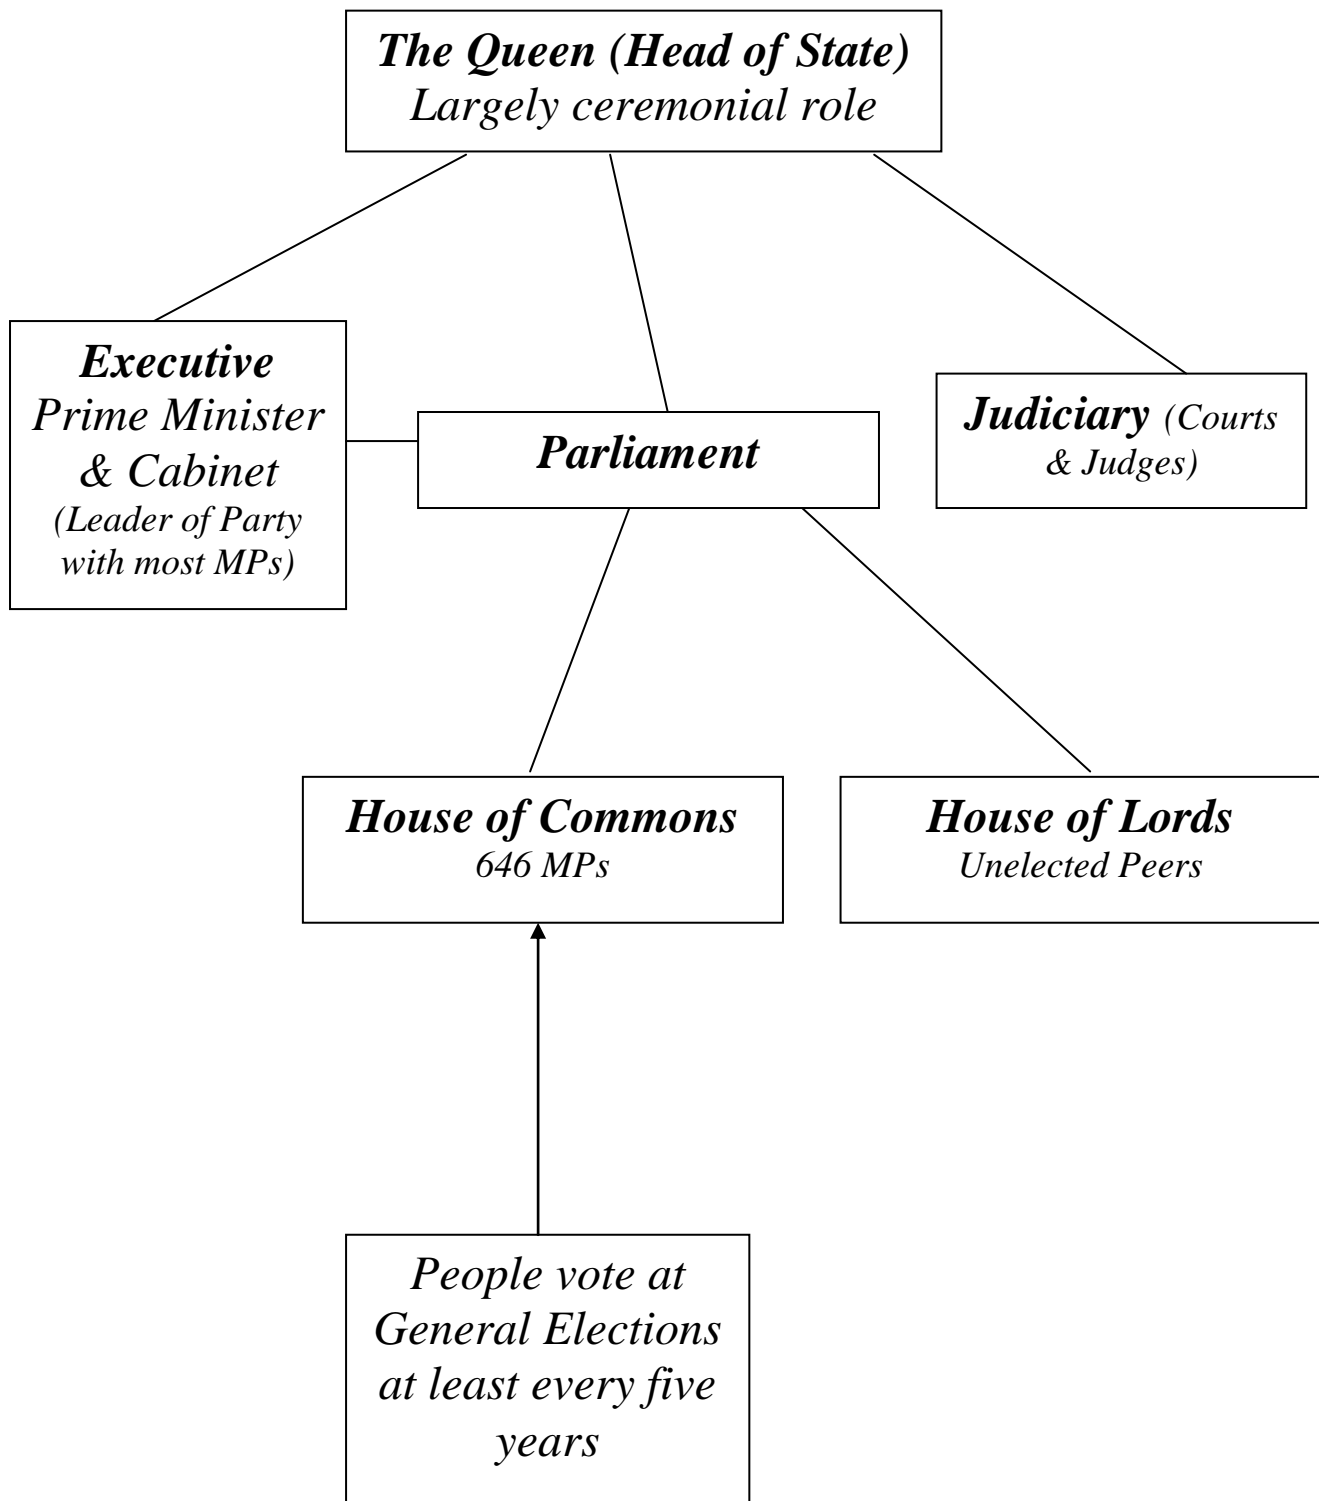 The Queen (Head of State)
Largely ceremonial role
Executive
Prime Minister
& Cabinet
(Leader of Party
with most MPs)
Parliament
Judiciary (Courts
& Judges)
House of Commons
646 MPs
House of Lords
Unelected Peers
People vote at
General Elections
at least every five
years